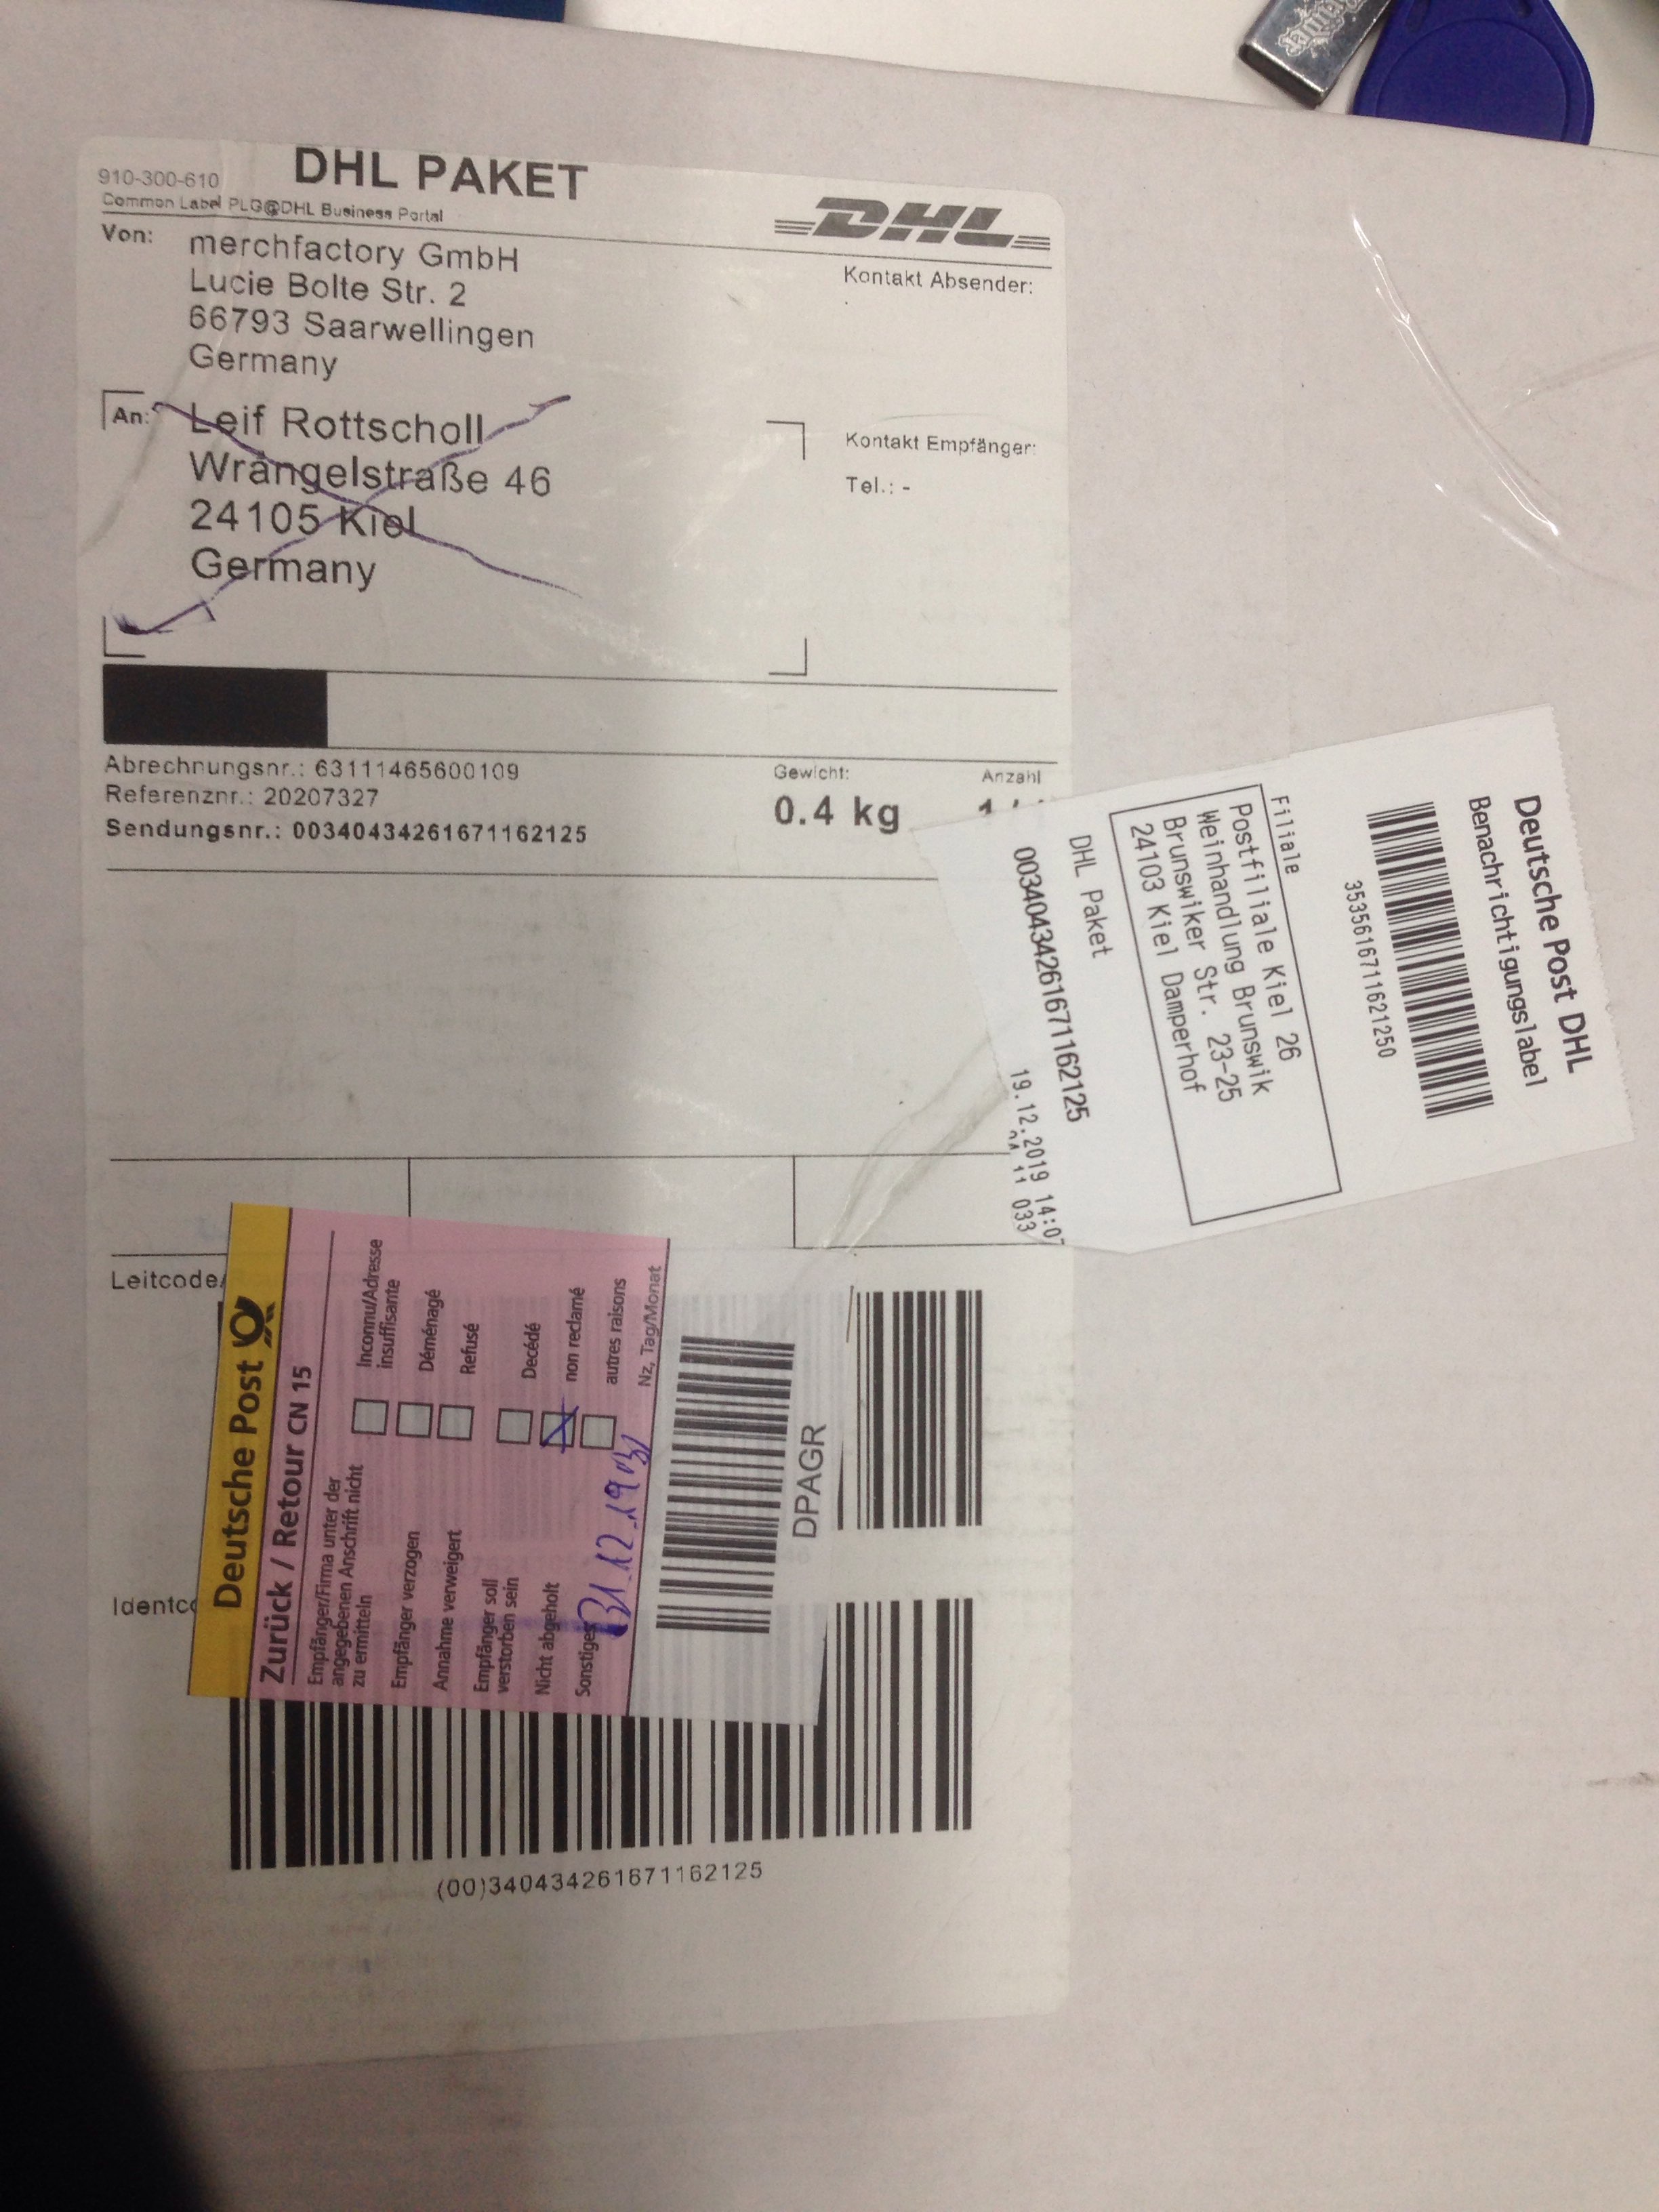 910-300-610
DHL PAKET
Common Label PLG@DHL Business Portal
DHL
Von:
merchfactory GmbH
Lucie Bolte Str. 2
66793 Saarwellingen
Germany
Kontakt Absender:
An:
Leif Rottscholl
Wrangelstraße 46
24105 Kiel
Germany
Kontakt Empfänger:
Tel.: -
Abrechnungsnr.: 63111465600109
Referenznr.: 20207327
Sendungsnr.: 00340434261671162125
Gewicht:
0.4 kg
Anzahl
Deutsche Post DHL
Benachrichtigungslabel
3535616711621250
Filiale
Postfiliale Kiel 26
Weinhandlung Brunswik
Brunswiker Str. 23-25
24103 Kiel Damperhof
DHL Paket
00340434261671162125
19.12.2019 14:07
033
Leitcode/
Identco
Deutsche Post
Zurück / Retour CN 15
Empfänger/Firma unter der
angegebenen Anschrift nicht
zu ermitteln
Inconnu/Adresse
insuffisante
Empfänger verzogen
Déménagé
Annahme verweigert
Refusé
Empfänger soll
verstorben sein
Decédé
Nicht abgeholt
non reclamé
Sonstiges
autres raisons
31.12.19
Nz, Tag/Monat
DPAGR
(00)340434261671162125